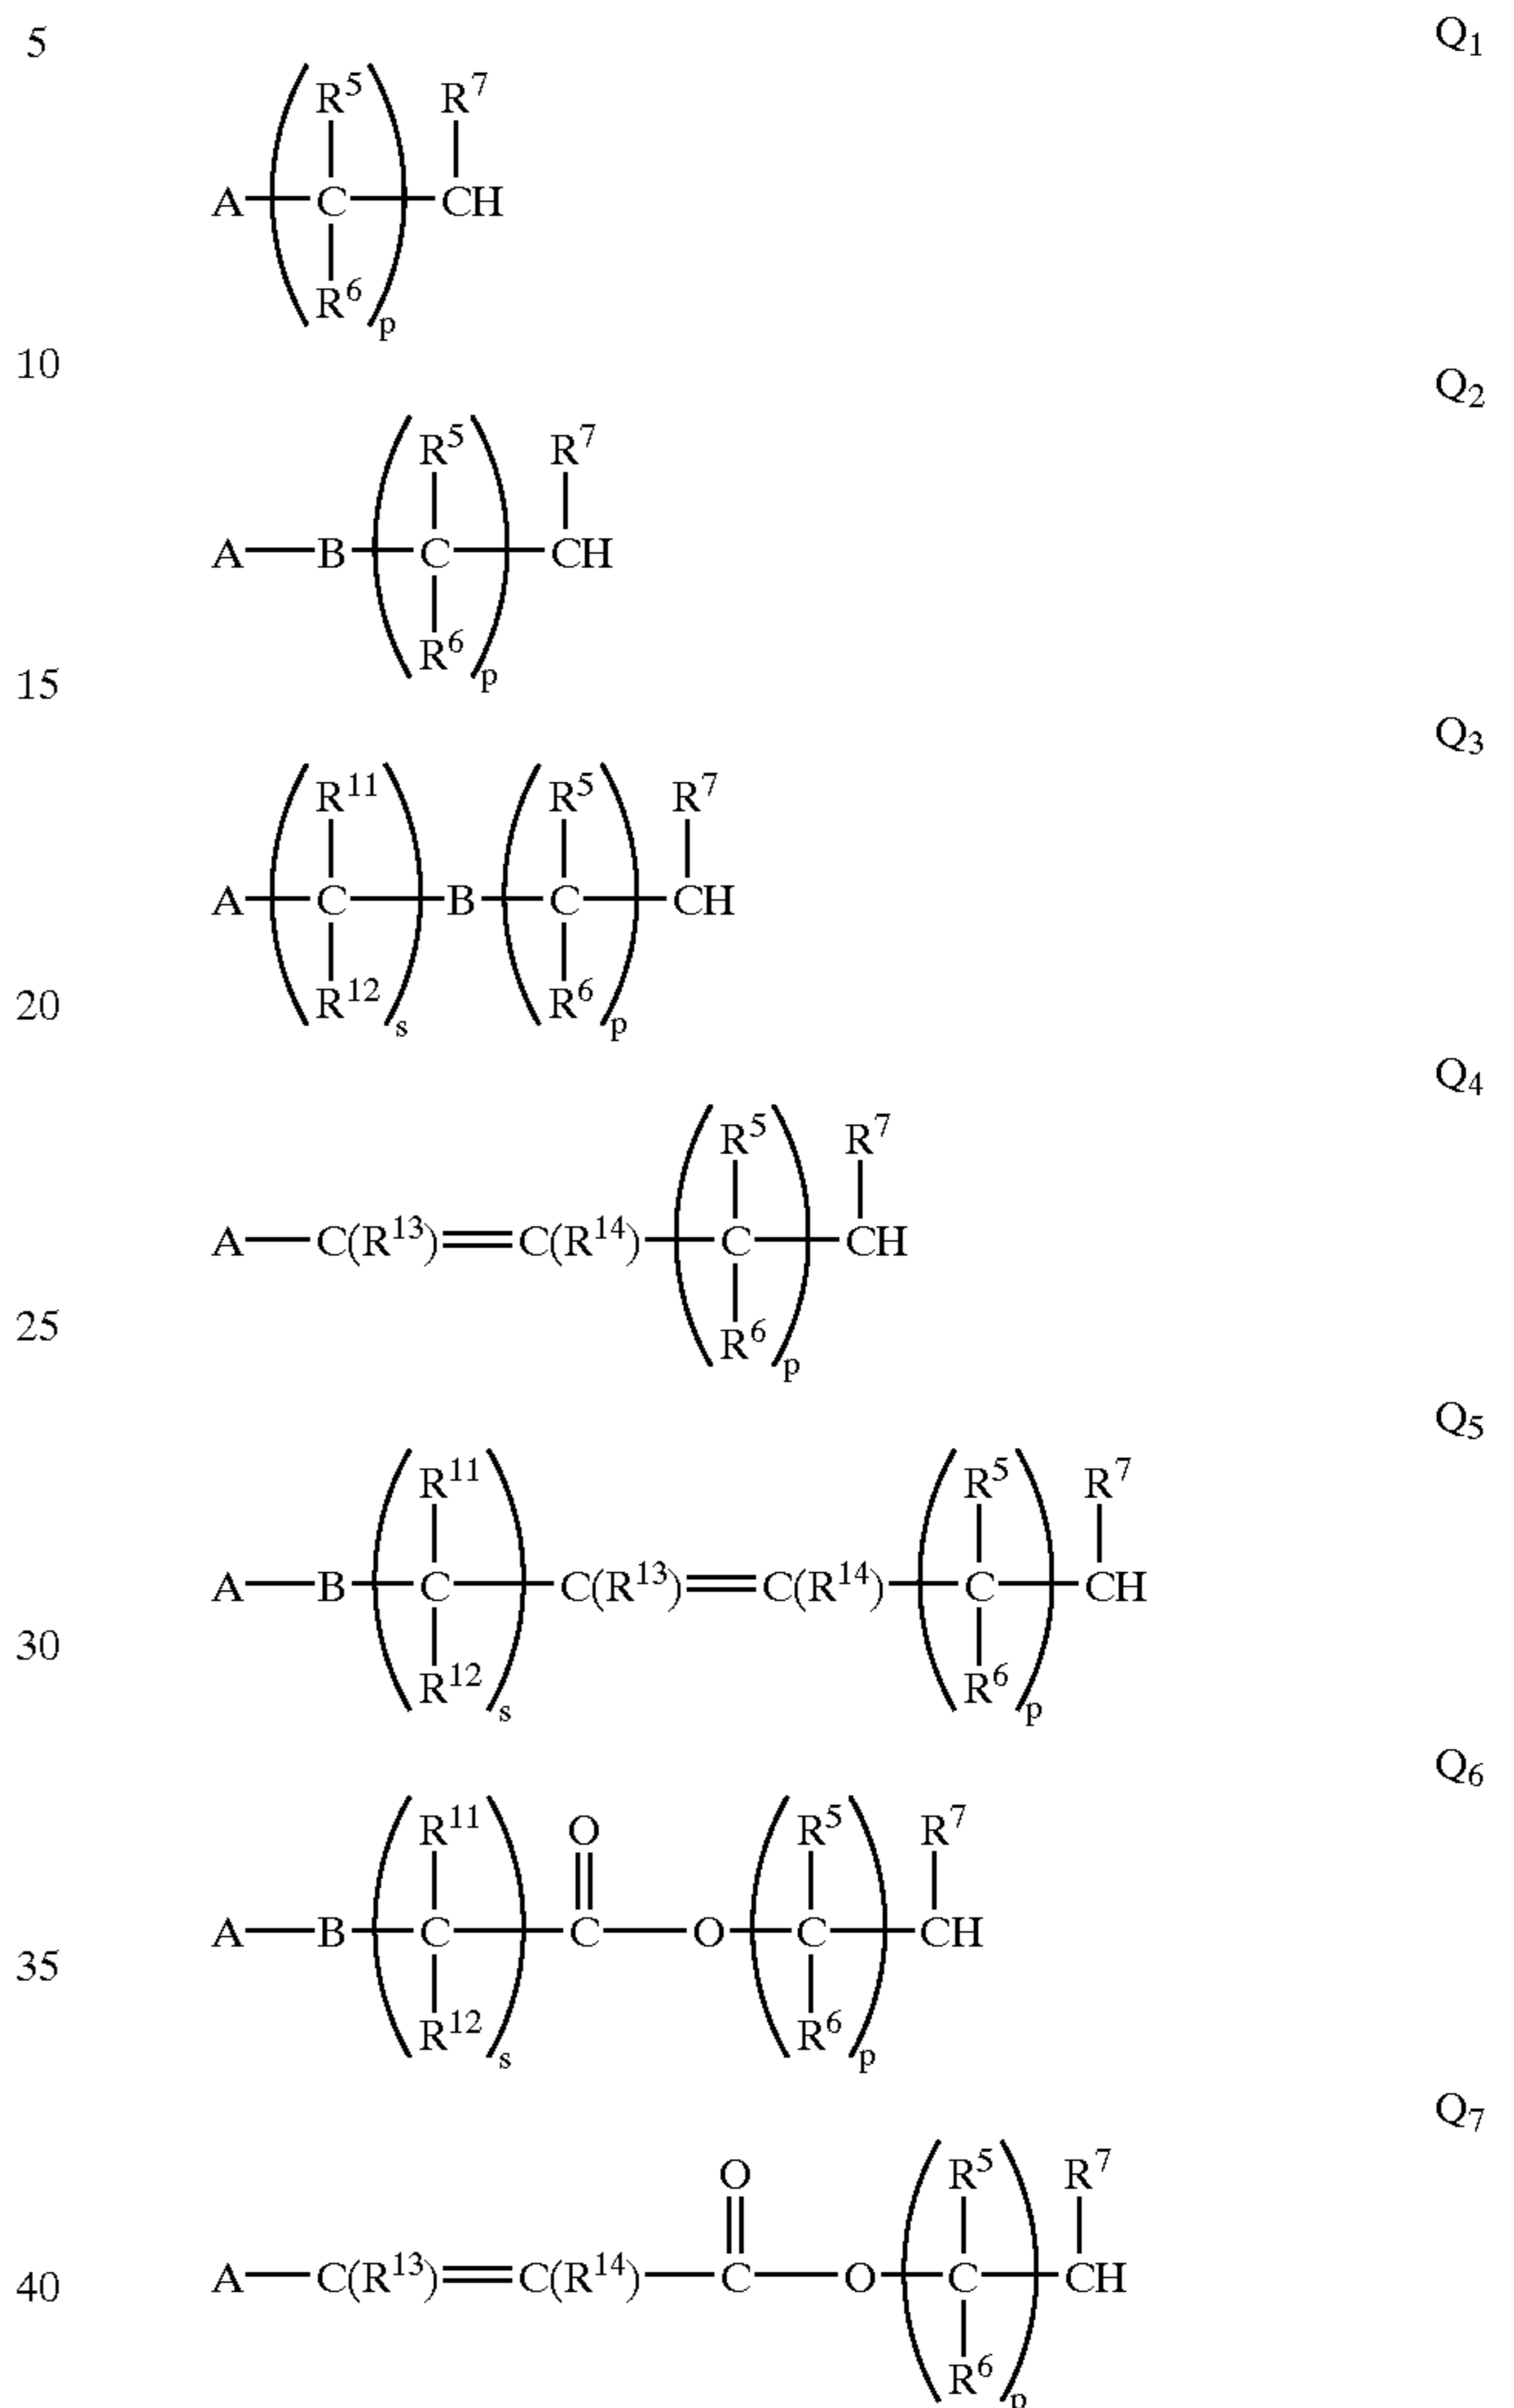 5 Q1
R5 R7
A C CH
R6 p
10 Q2
R5 R7
A B C CH
R6 p
15 Q3
R11 R5 R7
A C B C CH
R12 s R6 p
20 Q4
R5 R7
A C(R13) C(R14) C CH
R6 p
25 Q5
R11 R5 R7
A B C C(R13) C(R14) C CH
R12 s R6 p
30 Q6
R11 O R5 R7
A B C C O C CH
R12 s R6 p
35 Q7
O R5 R7
A C(R13) C(R14) C O C CH
R6 p
40